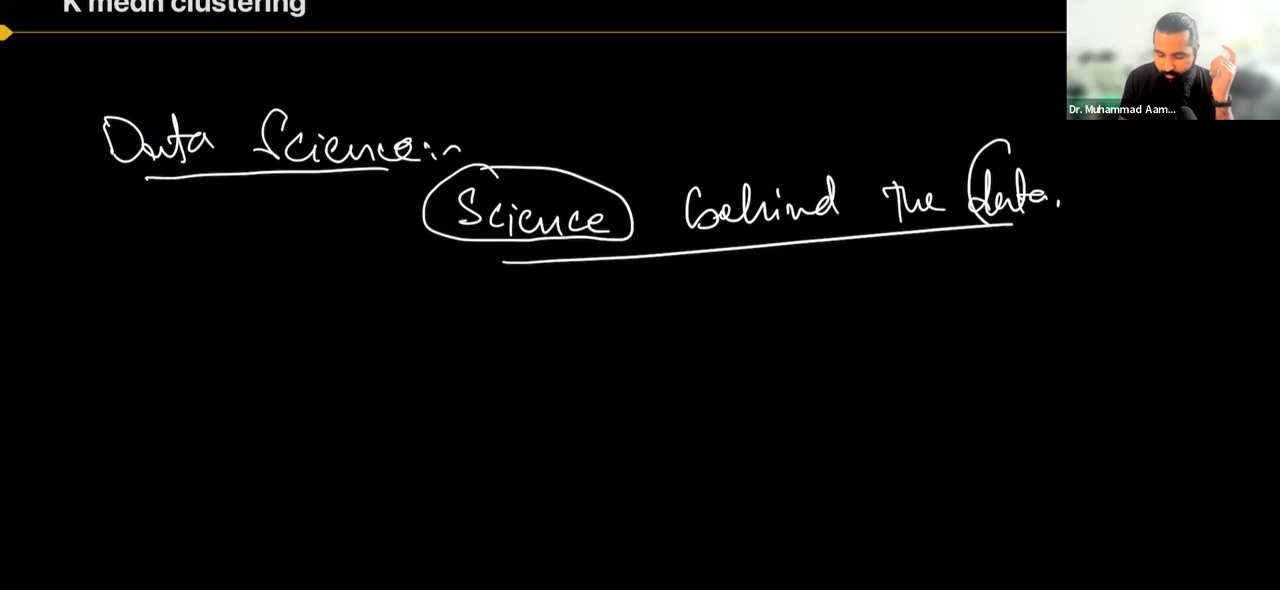 K mean clustering
Dr. Muhammad Aam...
Data Science:-
Science behind the data.